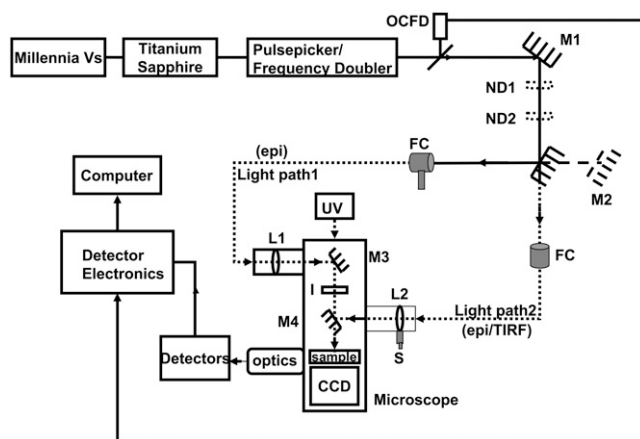 OCFD
M1
Millennia Vs
Titanium
Sapphire
Pulsepicker/
Frequency Doubler
ND1
ND2
FC
(epi)
Light path1
M2
Computer
UV
FC
L1
M3
Detector
Electronics
I
L2
M4
Light path2
(epi/TIRF)
Detectors
optics
sample
S
CCD
Microscope